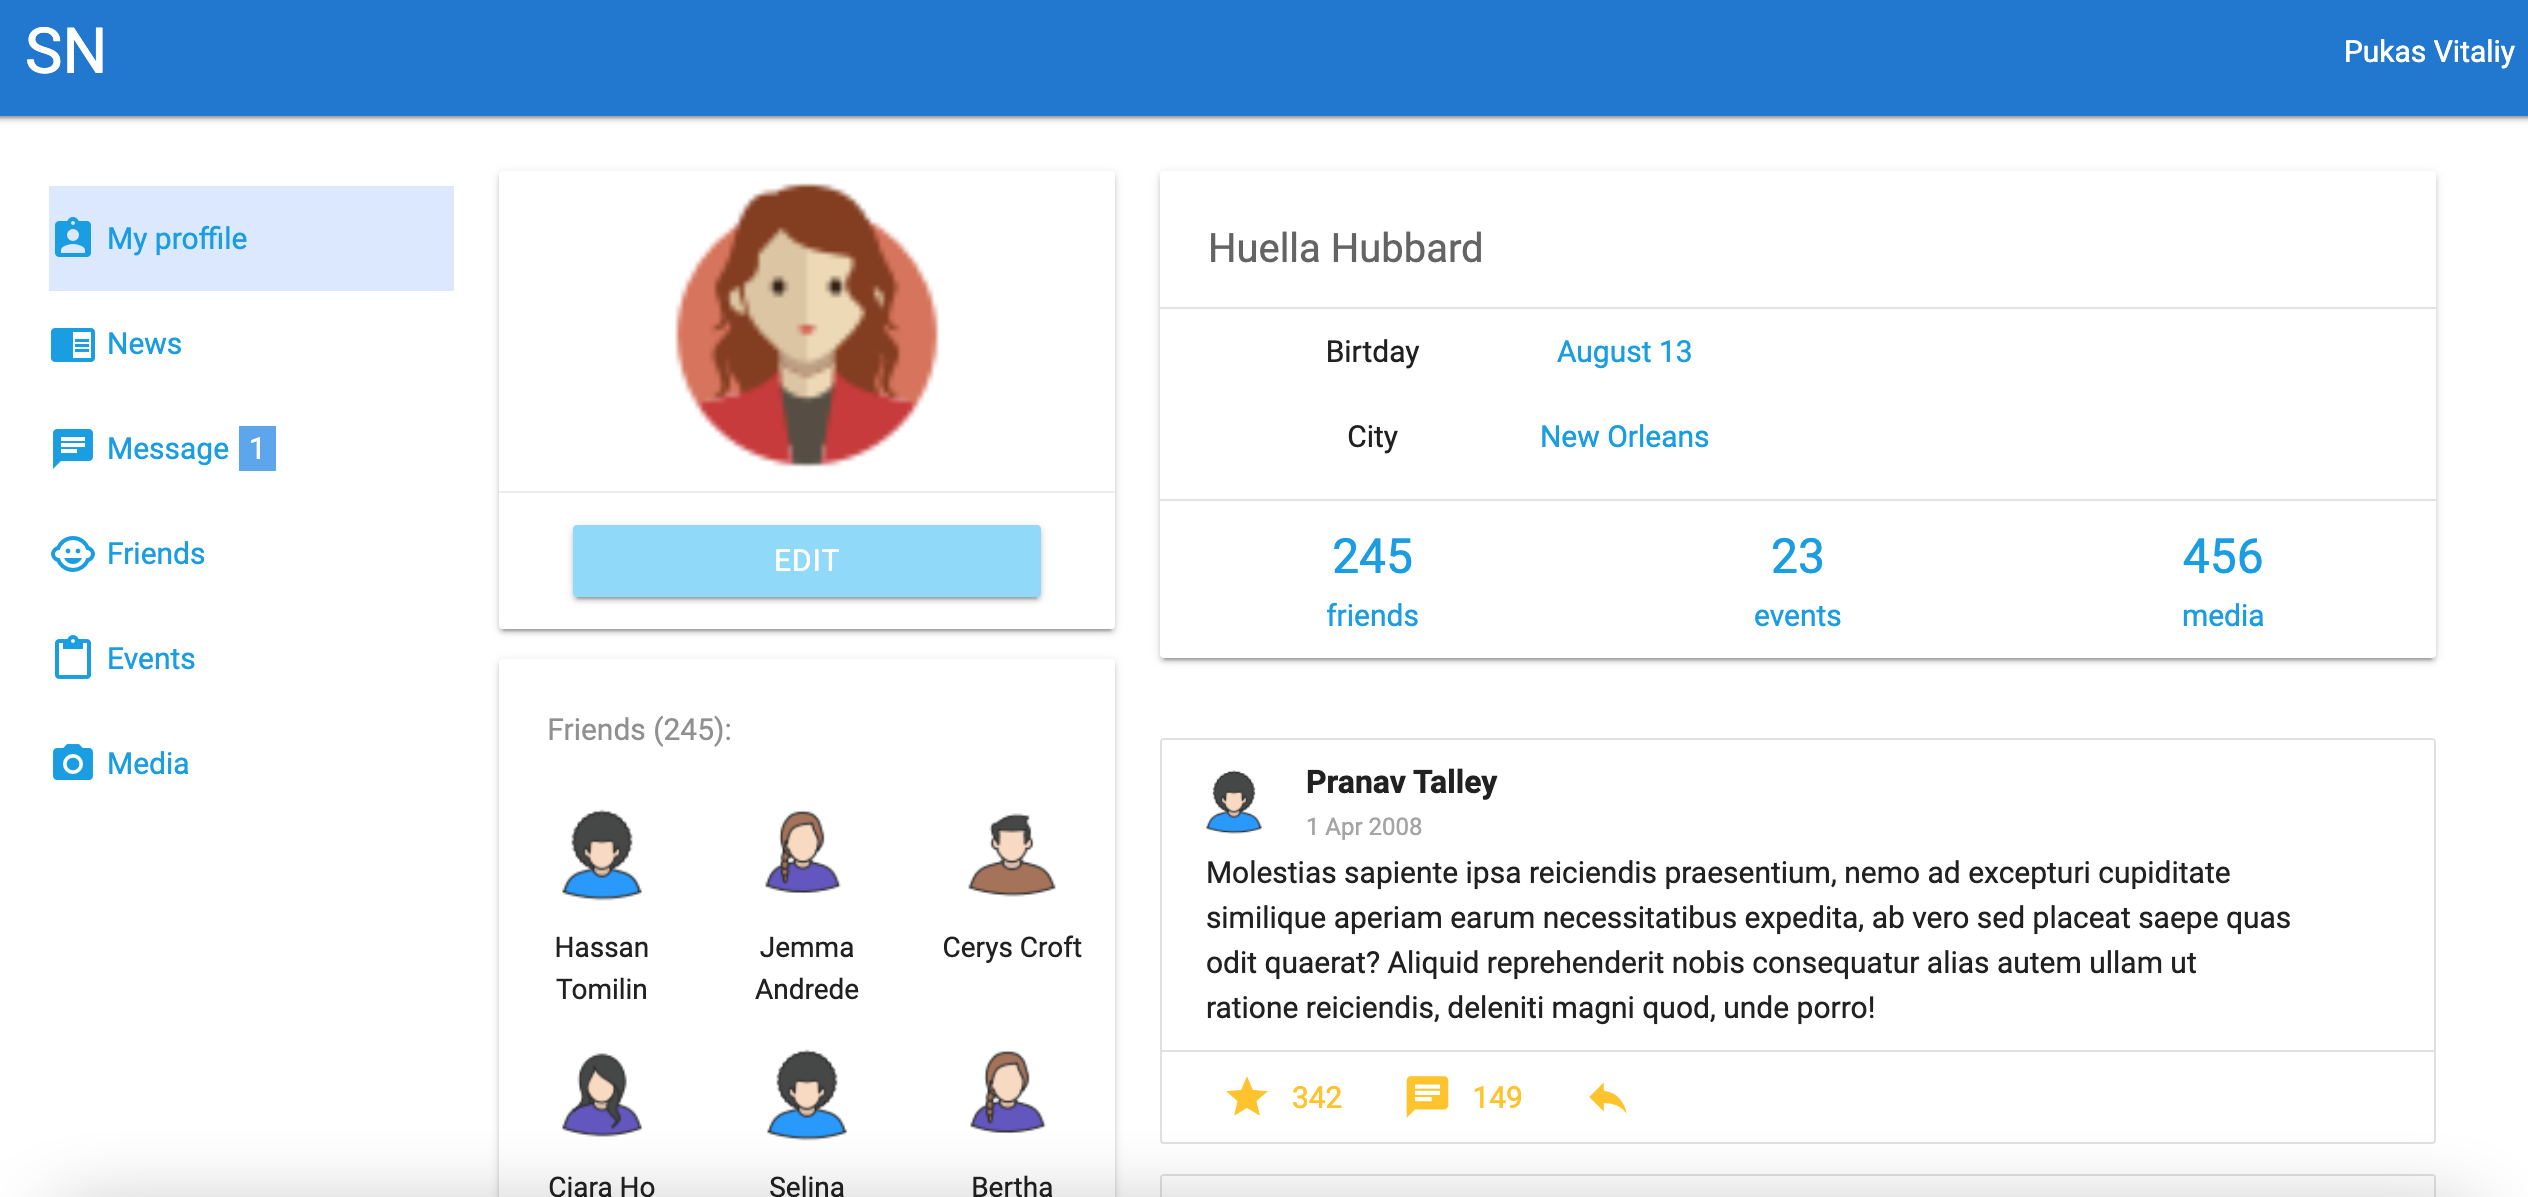 SN
Pukas Vitaliy
My proffile
News
Message 1
Friends
Events
Media
EDIT
Friends (245):
Hassan
Tomilin
Jemma
Andrede
Cerys Croft
Ciara Ho
Selina
Bertha
Huella Hubbard
Birtday August 13
City New Orleans
245
friends
23
events
456
media
Pranav Talley
1 Apr 2008
Molestias sapiente ipsa reiciendis praesentium, nemo ad excepturi cupiditate
similique aperiam earum necessitatibus expedita, ab vero sed placeat saepe quas
odit quaerat? Aliquid reprehenderit nobis consequatur alias autem ullam ut
ratione reiciendis, deleniti magni quod, unde porro!
342 149